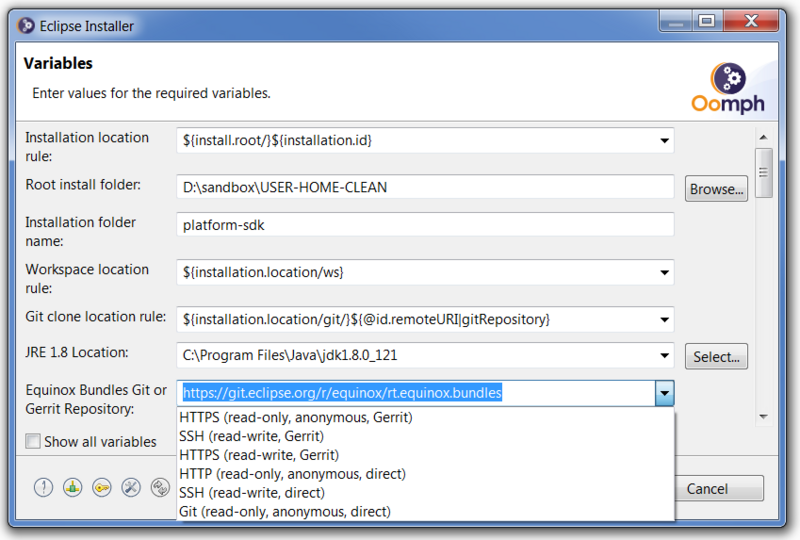 Eclipse Installer
Variables
Enter values for the required variables.
Oomph
Installation location
rule:
${install.root/}${installation.id}
Root install folder:
D:\sandbox\USER-HOME-CLEAN
Browse...
Installation folder
name:
platform-sdk
Workspace location
rule:
${installation.location/ws}
Git clone location rule:
${installation.location/git/}${@id.remoteURI|gitRepository}
JRE 1.8 Location:
C:\Program Files\Java\jdk1.8.0_121
Select...
Equinox Bundles Git or
Gerrit Repository:
https://git.eclipse.org/r/equinox/rt.equinox.bundles
HTTPS (read-only, anonymous, Gerrit)
SSH (read-write, Gerrit)
HTTPS (read-write, Gerrit)
HTTP (read-only, anonymous, direct)
SSH (read-write, direct)
Git (read-only, anonymous, direct)
Show all variables
Cancel